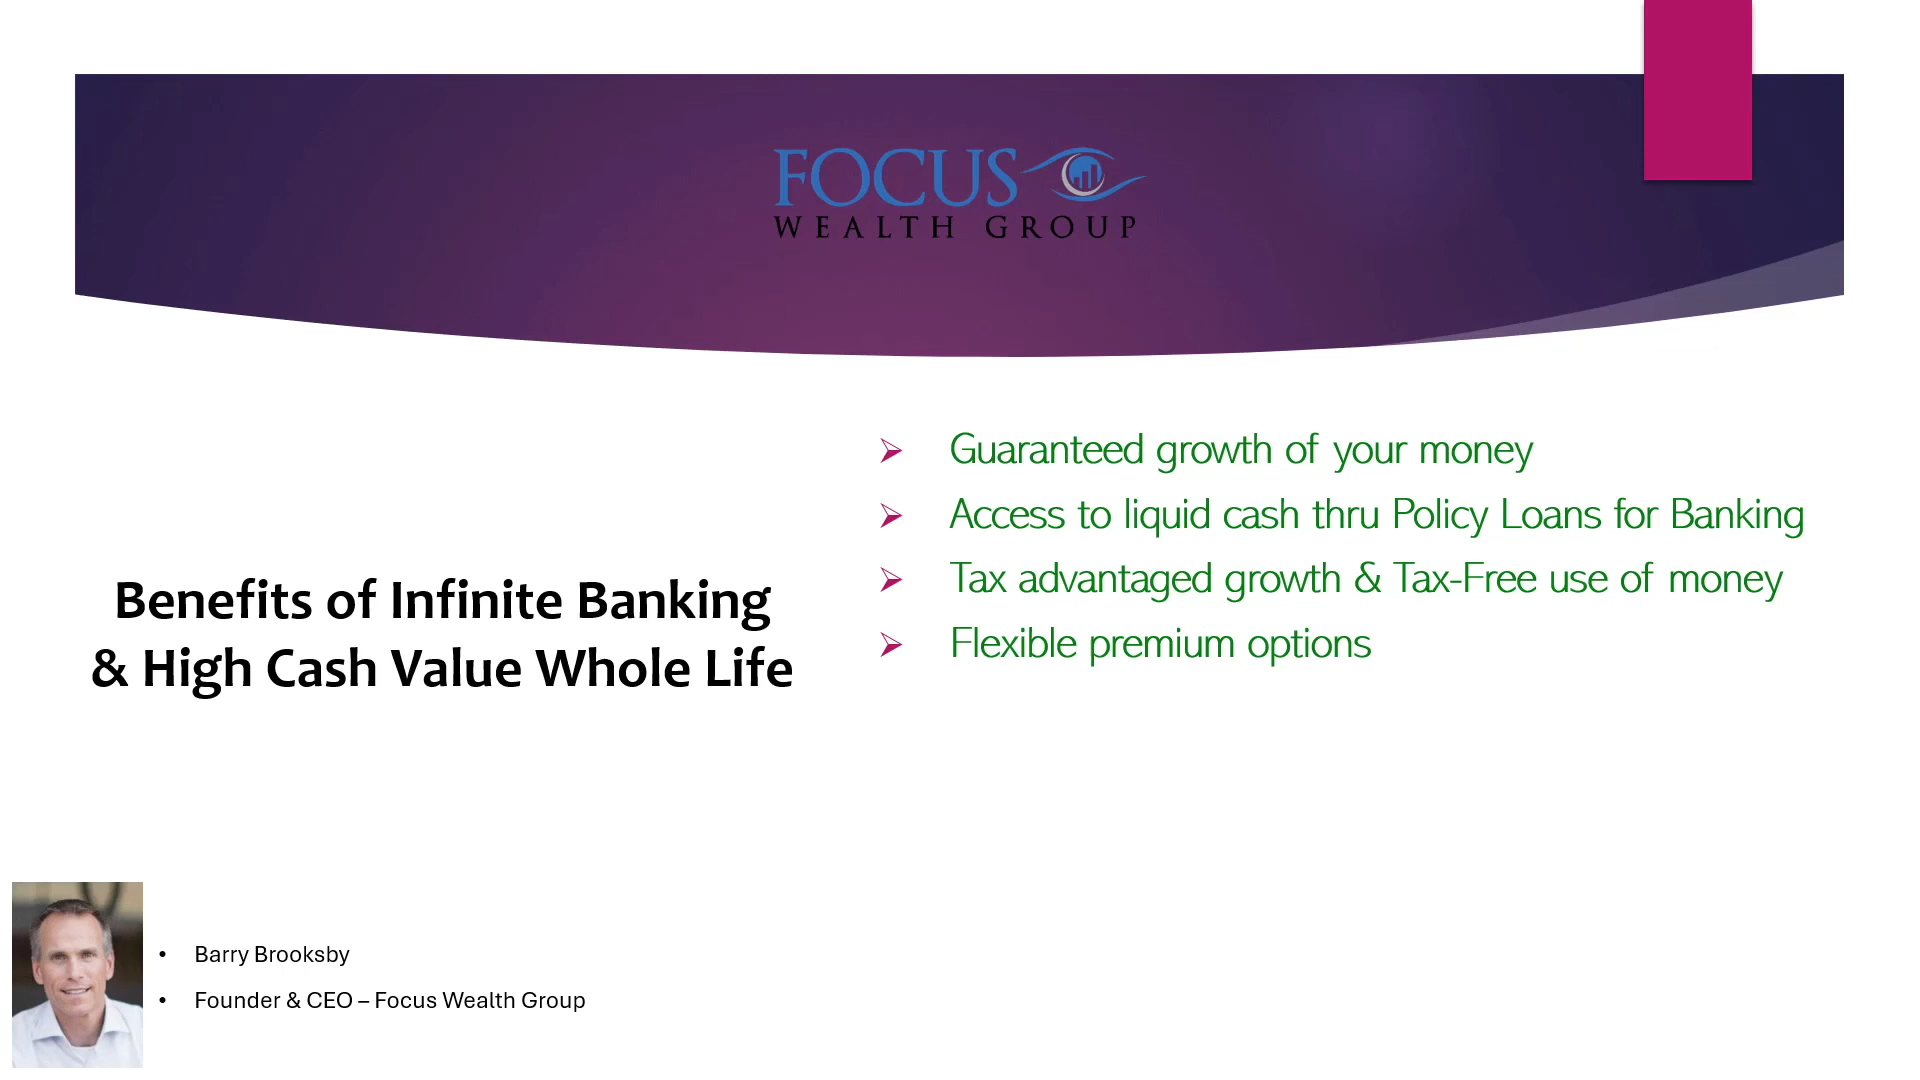 FOCUS
WEALTH GROUP
Benefits of Infinite Banking
& High Cash Value Whole Life
Guaranteed growth of your money
Access to liquid cash thru Policy Loans for Banking
Tax advantaged growth & Tax-Free use of money
Flexible premium options
Barry Brooksby
Founder & CEO – Focus Wealth Group